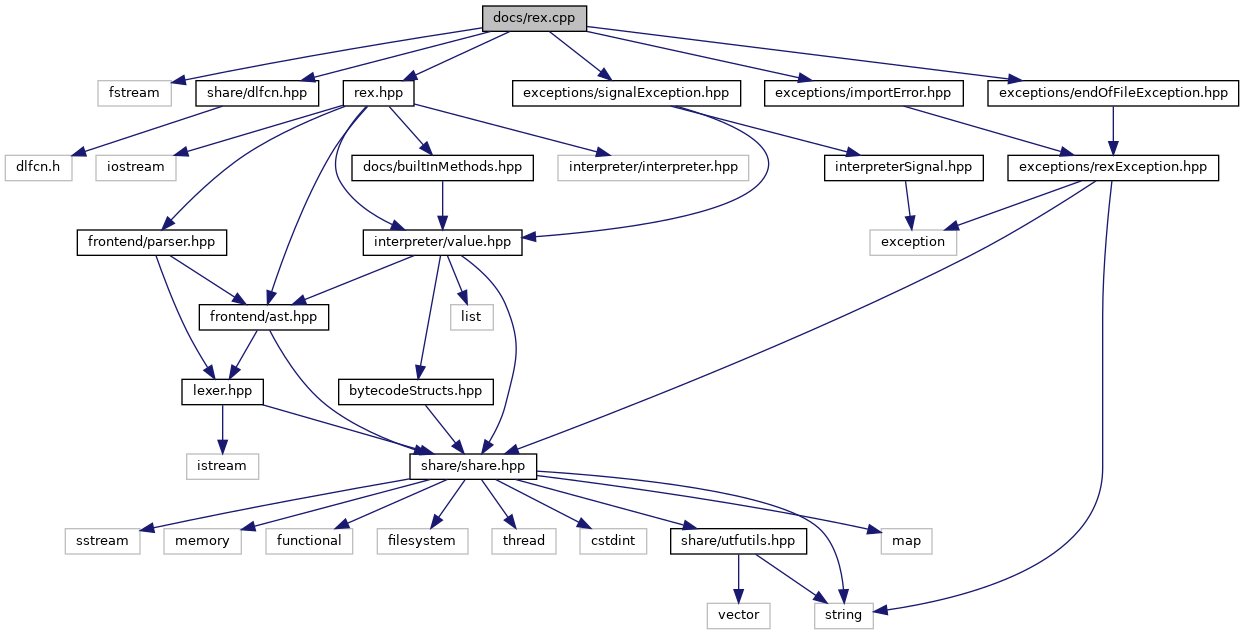 docs/rex.cpp
fstream
share/dlfcn.hpp
rex.hpp
exceptions/signalException.hpp
exceptions/importError.hpp
exceptions/endOfFileException.hpp
dlfcn.h
iostream
docs/builtInMethods.hpp
interpreter/interpreter.hpp
interpreterSignal.hpp
exceptions/rexException.hpp
frontend/parser.hpp
interpreter/value.hpp
exception
frontend/ast.hpp
list
lexer.hpp
bytecodeStructs.hpp
istream
share/share.hpp
sstream
memory
functional
filesystem
thread
cstdint
share/utfutils.hpp
map
vector
string